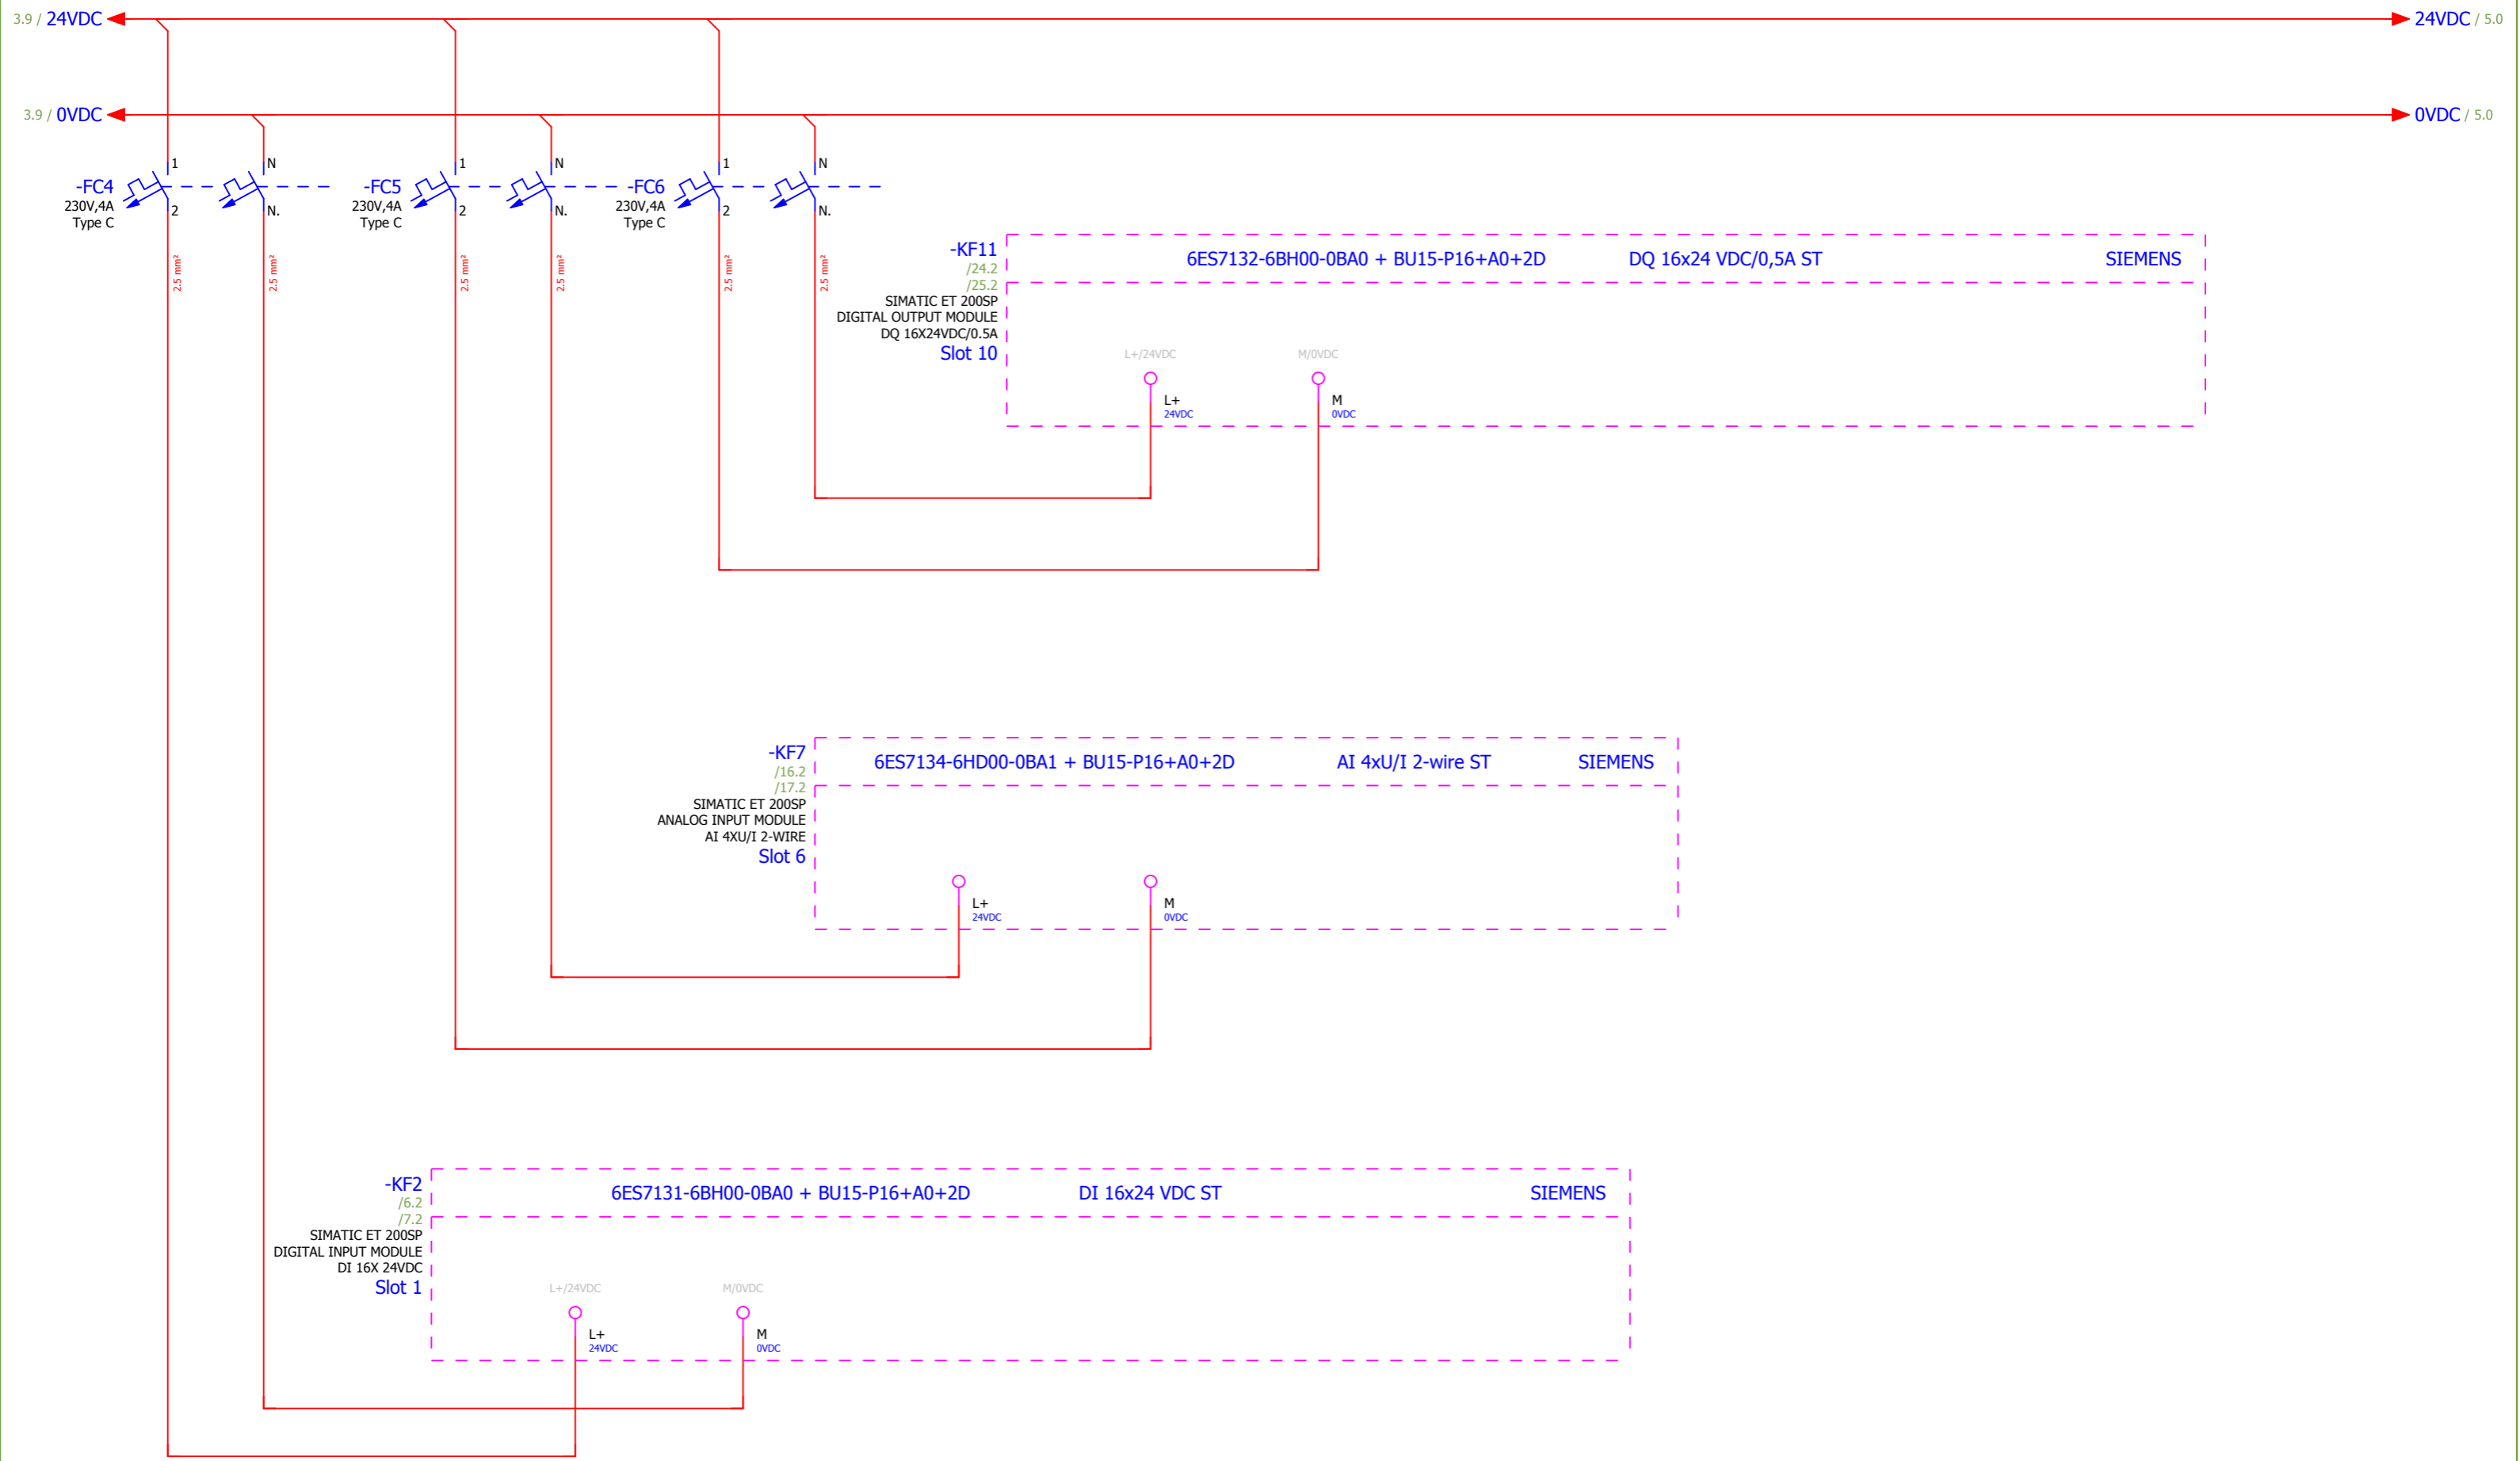 3.9 / 24VDC
24VDC / 5.0
3.9 / 0VDC
0VDC / 5.0
-FC4
230V,4A
Type C
1
2
N
N.
-FC5
230V,4A
Type C
1
2
N
N.
-FC6
230V,4A
Type C
1
2
N
N.
2.5 mm²
2.5 mm²
2.5 mm²
2.5 mm²
2.5 mm²
2.5 mm²
-KF11
/24.2
/25.2
SIMATIC ET 200SP
DIGITAL OUTPUT MODULE
DQ 16X24VDC/0.5A
Slot 10
6ES7132-6BH00-0BA0 + BU15-P16+A0+2D DQ 16x24 VDC/0,5A ST SIEMENS
L+/24VDC
M/0VDC
L+
24VDC
M
0VDC
-KF7
/16.2
/17.2
SIMATIC ET 200SP
ANALOG INPUT MODULE
AI 4XU/I 2-WIRE
Slot 6
6ES7134-6HD00-0BA1 + BU15-P16+A0+2D AI 4xU/I 2-wire ST SIEMENS
L+
24VDC
M
0VDC
-KF2
/6.2
/7.2
SIMATIC ET 200SP
DIGITAL INPUT MODULE
DI 16X 24VDC
Slot 1
6ES7131-6BH00-0BA0 + BU15-P16+A0+2D DI 16x24 VDC ST SIEMENS
L+/24VDC
M/0VDC
L+
24VDC
M
0VDC